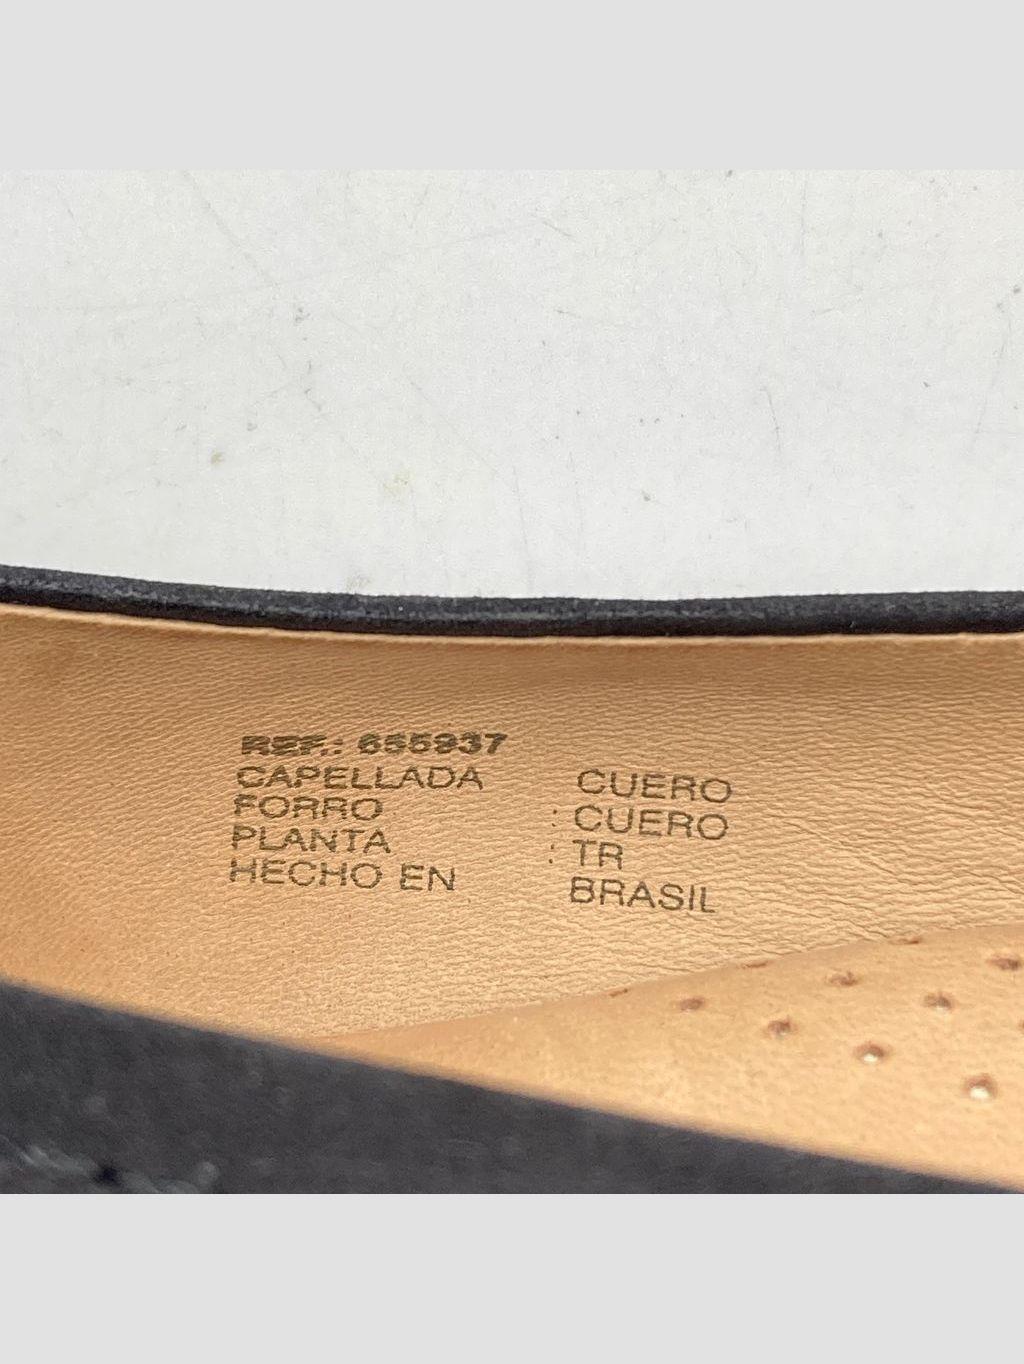 REF.: 655937
CAPELLADA CUERO
FORRO : CUERO
PLANTA : TR
HECHO EN BRASIL